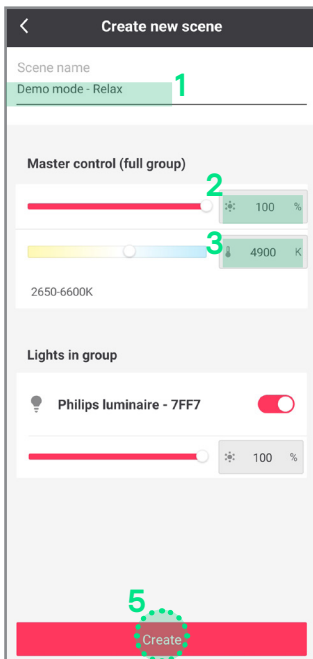 Create new scene
Scene name
1
Demo mode - Relax
Master control (full group)
2
100 %
3
4900 K
2650-6600K
Lights in group
Philips luminaire - 7FF7
100 %
5
Create